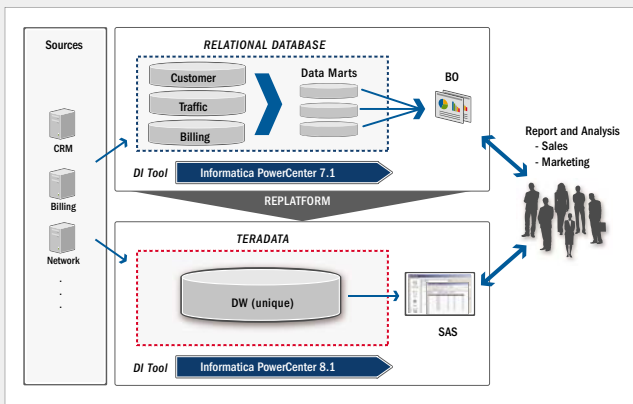 Sources
CRM
Billing
Network
.
.
.
RELATIONAL DATABASE
Customer
Traffic
Billing
Data Marts
BO
DI Tool
Informatica PowerCenter 7.1
REPLATFORM
TERADATA
DW (unique)
SAS
DI Tool
Informatica PowerCenter 8.1
Report and Analysis
- Sales
- Marketing